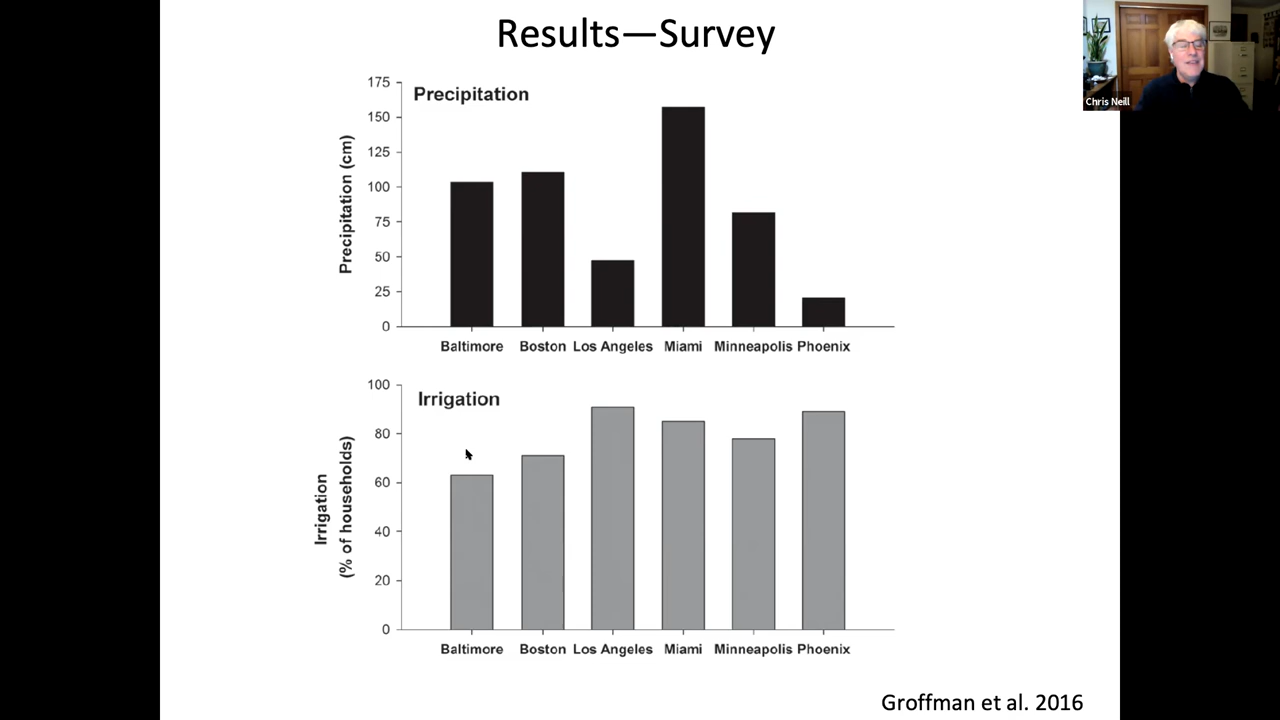 Results—Survey
Chris Neill
Precipitation
Precipitation (cm)
175
150
125
100
75
50
25
0
Baltimore Boston Los Angeles Miami Minneapolis Phoenix
Irrigation
Irrigation
(% of households)
100
80
60
40
20
0
Baltimore Boston Los Angeles Miami Minneapolis Phoenix
Groffman et al. 2016